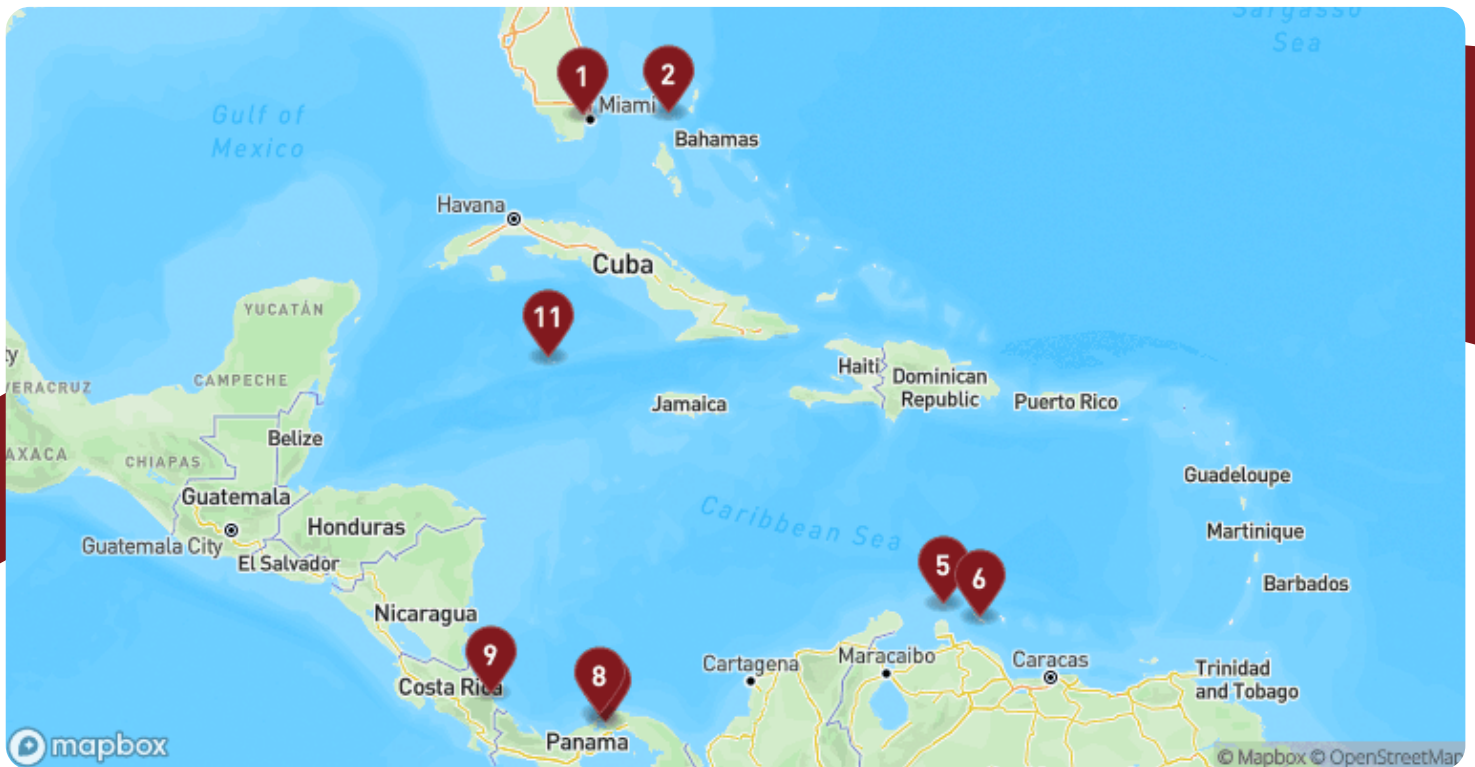 Sargasso
Sea
1
2
Miami
Gulf of
Mexico
Bahamas
Havana
Cuba
YUCATÁN
11
Haiti
Dominican
Republic
CAMPECHE
Jamaica
Puerto Rico
Belize
CHIAPAS
Guadeloupe
Guatemala
Caribbean Sea
Honduras
Martinique
Guatemala City
El Salvador
5
6
Barbados
Nicaragua
9
8
Cartagena
Maracaibo
Caracas
Trinidad
and Tobago
Costa Rica
Panama
mapbox
© Mapbox © OpenStreetMap